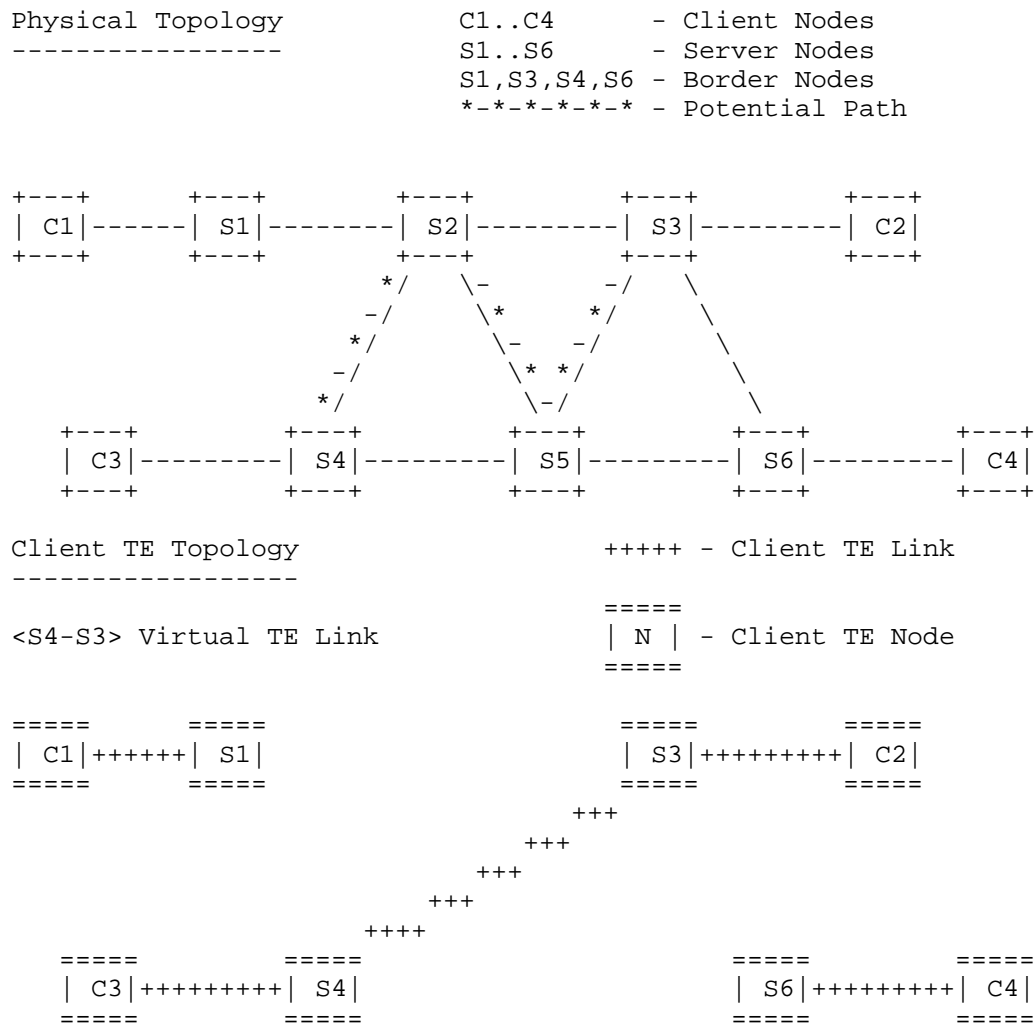 Physical Topology                C1..C4       - Client Nodes
-----------------                S1..S6       - Server Nodes
                                 S1,S3,S4,S6 - Border Nodes
                                 *-*-*-*-*-* - Potential Path
+---+       +---+         +---+            +---+          +---+
| C1|------| S1|--------| S2|---------| S3|---------| C2|
+---+       +---+         +---+            +---+          +---+
*/    \-        -/    \
-/      \*      */      \
*/        \-    -/        \
-/          \* */          \
*/            \-/            \
+---+          +---+          +---+          +---+          +---+
| C3|---------| S4|---------| S5|---------| S6|---------| C4|
+---+          +---+          +---+          +---+          +---+
Client TE Topology                    +++++ - Client TE Link
------------------
=====
<S4-S3> Virtual TE Link               | N | - Client TE Node
=====
=====       =====                        =====          =====
| C1|++++++| S1|                       | S3|+++++++++| C2|
=====       =====                        =====          =====
+++
+++
+++
+++
++++
=====          =====                        =====          =====
| C3|+++++++++| S4|                       | S6|+++++++++| C4|
=====          =====                        =====          =====